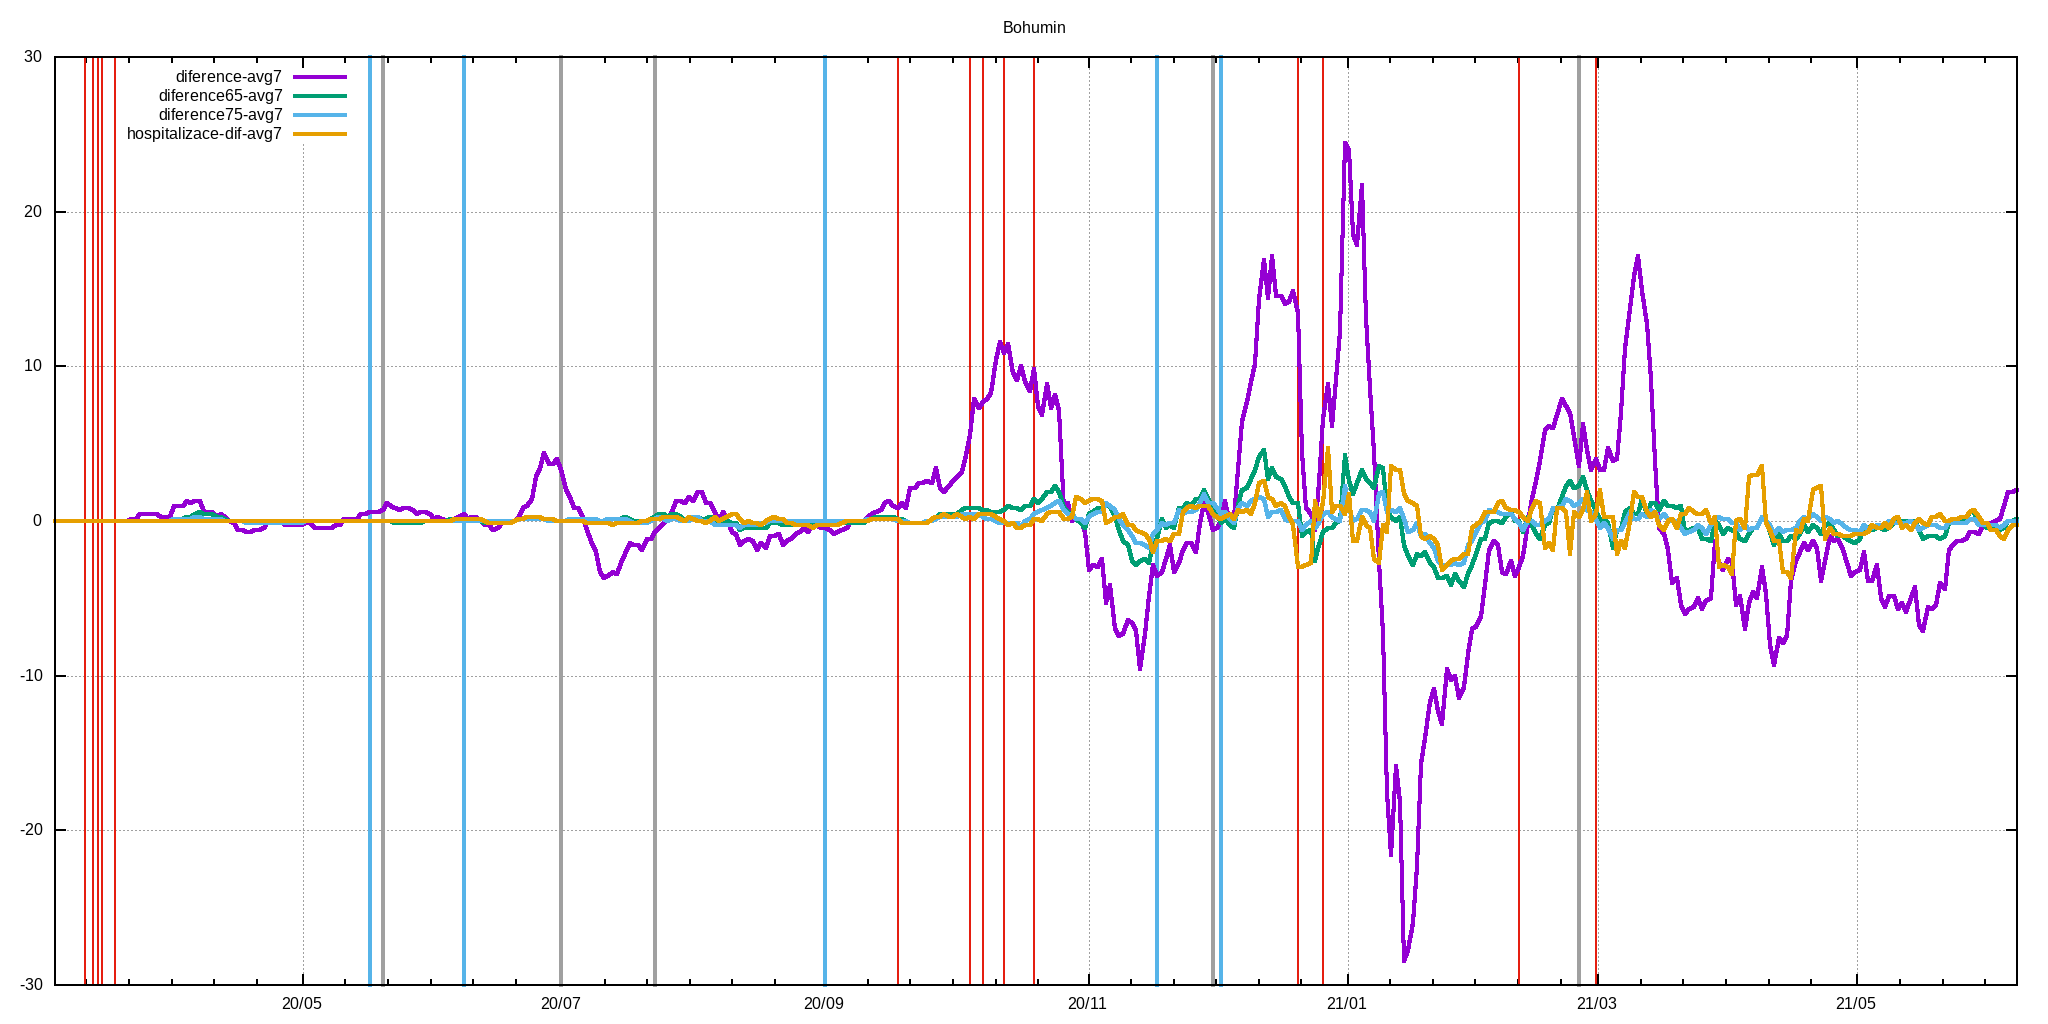 Bohumin
30
diference-avg7
diference65-avg7
diference75-avg7
hospitalizace-dif-avg7
20
10
0
-10
-20
-30
20/05 20/07 20/09 20/11 21/01 21/03 21/05